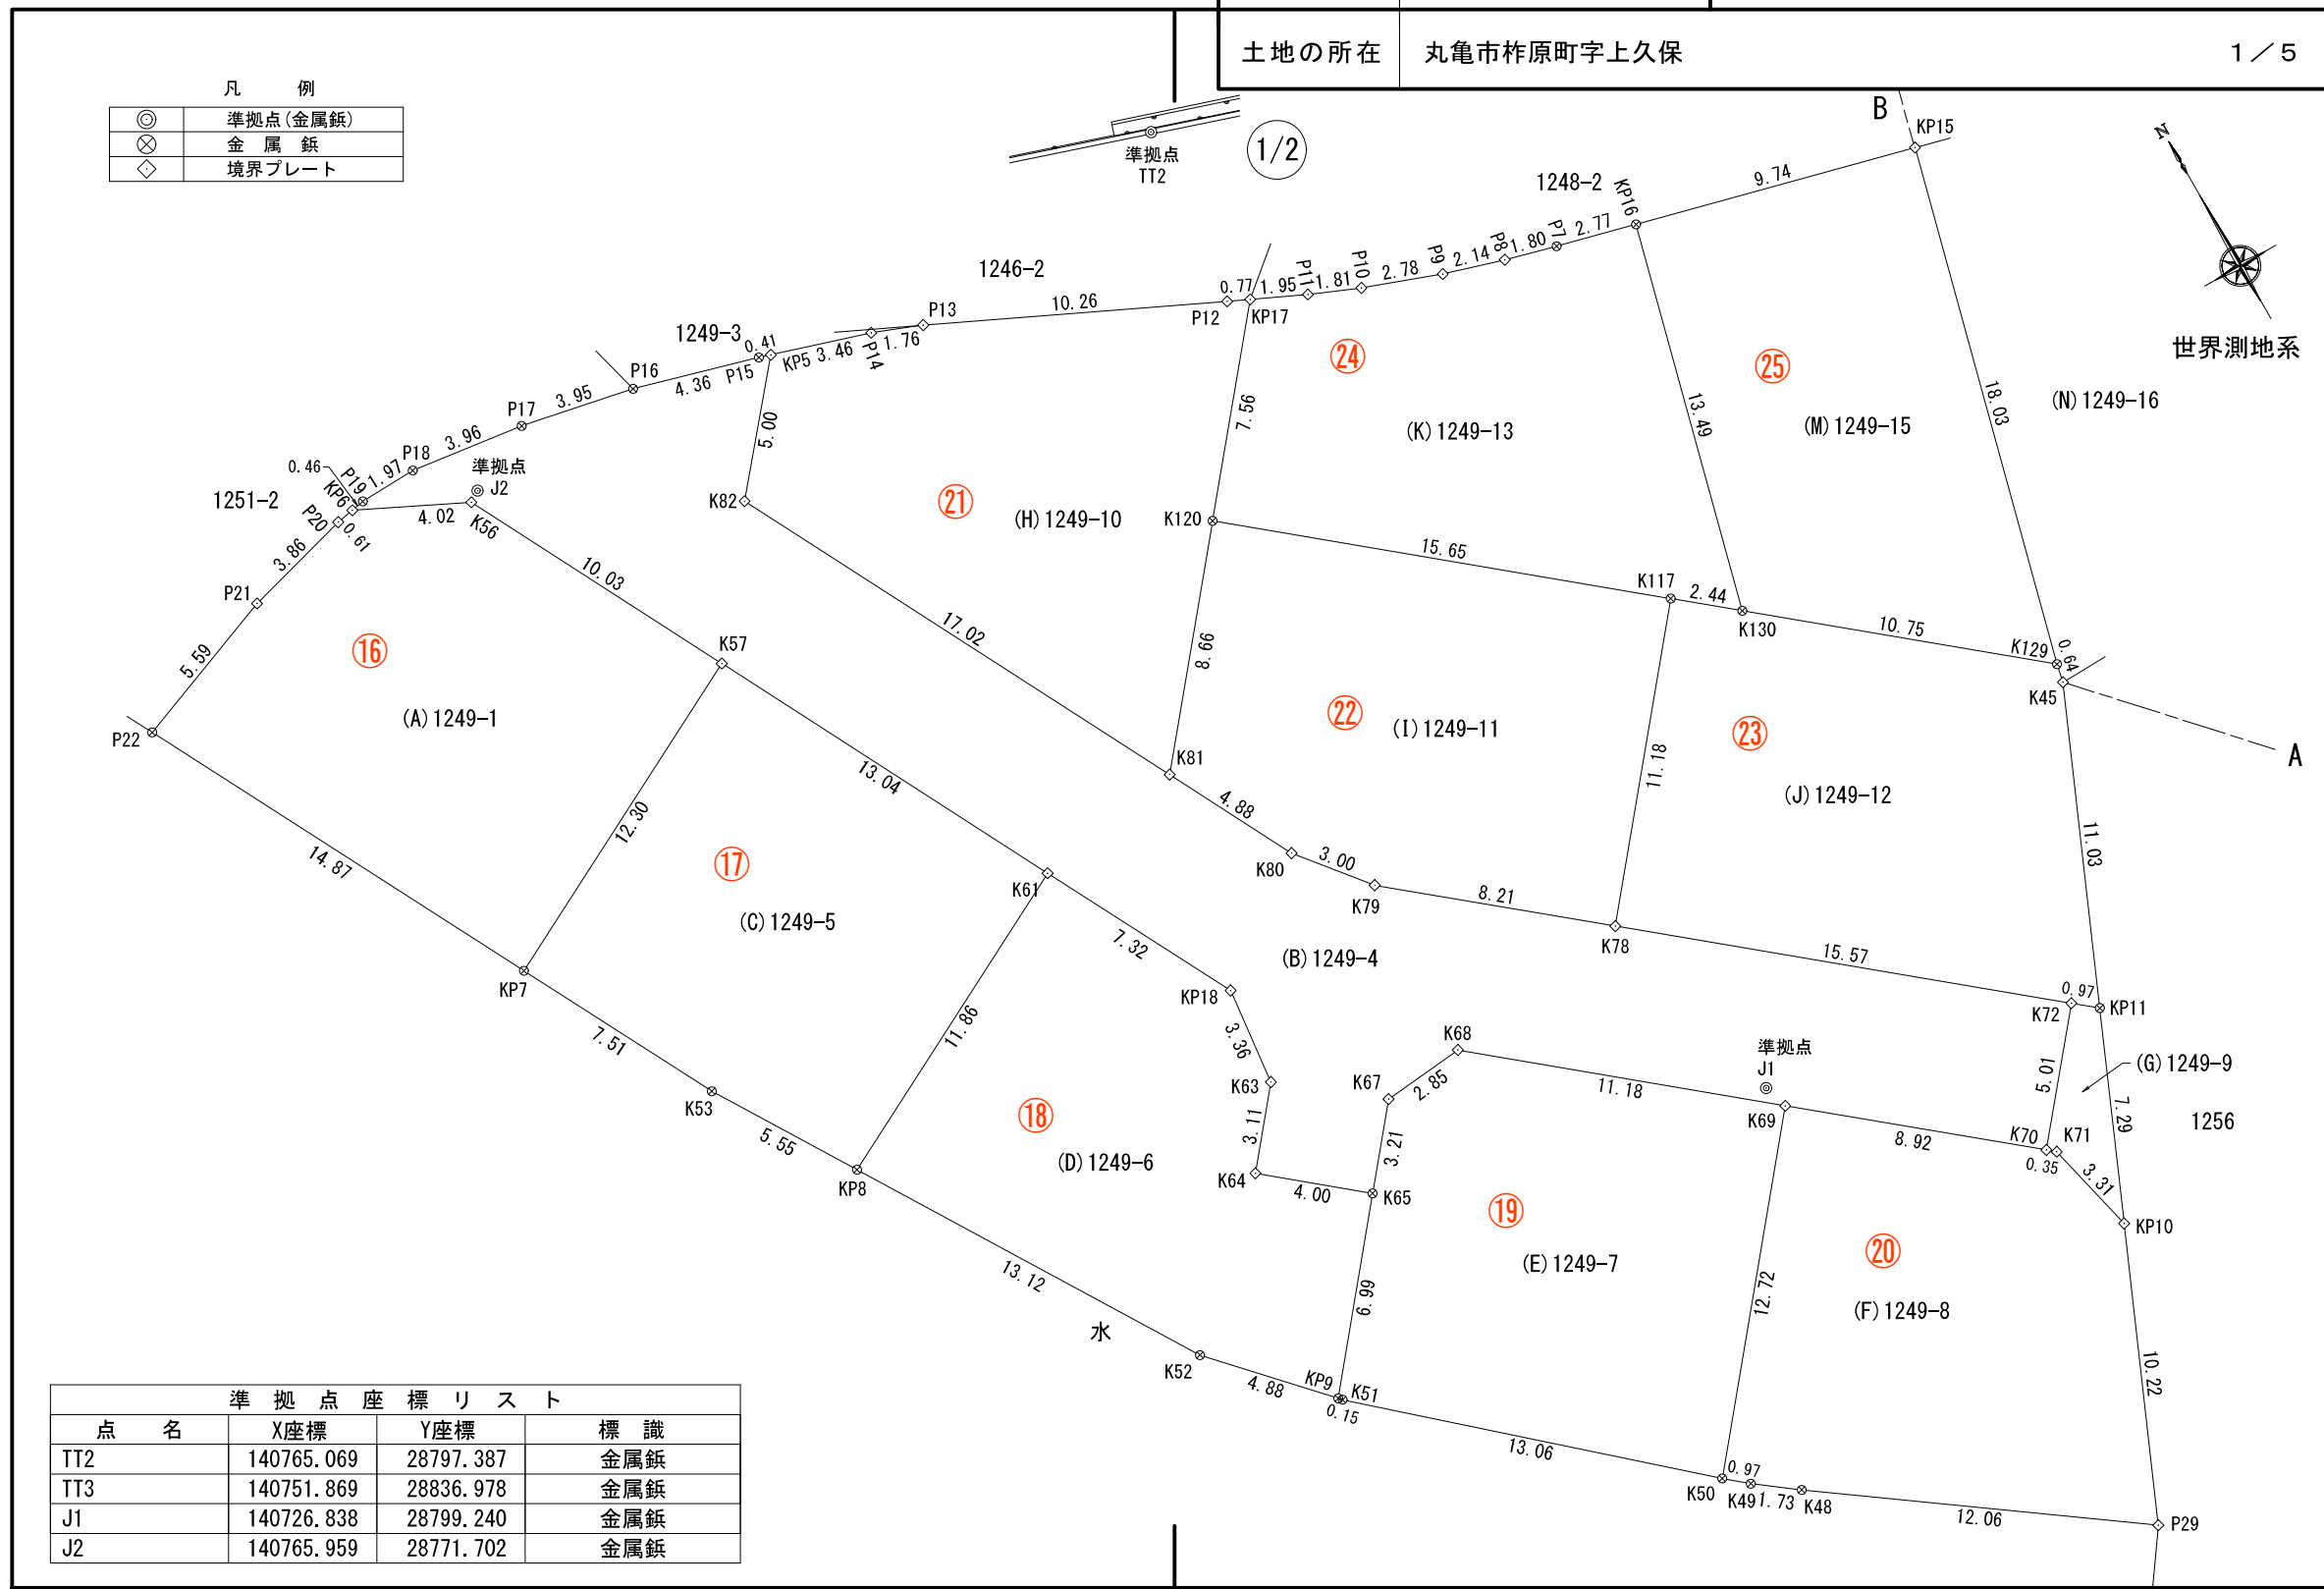 土地の所在 丸亀市柞原町字上久保 1／5
凡 例
◎ 準拠点(金属鋲)
⊗ 金 属 鋲
◇ 境界プレート
準拠点
TT2
1/2
B
KP15
N
世界測地系
1248-2
KP16
9.74
P7
2.77
P8
1.80
P9
2.14
P10
2.78
P11
1.81
1.95
0.77
P12
KP17
1246-2
10.26
P13
1.76
P14
3.46
KP5
0.41
1249-3
P15
4.36
P16
3.95
P17
3.96
P18
1.97
P19
0.46
KP6
1251-2
P20
0.61
準拠点
J2
4.02
K56
3.86
P21
5.59
P22
5.00
K82
㉔
7.56
(K)1249-13
13.49
㉕
(M)1249-15
18.03
(N)1249-16
㉑
(H)1249-10
K120
15.65
K117
2.44
K130
10.75
K129
0.64
K45
A
10.03
17.02
K57
⑯
(A)1249-1
14.87
12.30
8.66
㉒
(I)1249-11
11.18
㉓
(J)1249-12
11.03
K81
4.88
K80
3.00
K79
8.21
K78
15.57
0.97
K72
KP11
13.04
⑰
(C)1249-5
K61
7.32
(B)1249-4
KP7
7.51
K53
5.55
KP8
11.86
KP18
3.36
K63
3.11
K64
4.00
K65
3.21
K67
2.85
K68
11.18
準拠点
J1
K69
8.92
K70
K71
0.35
5.01
(G)1249-9
7.29
1256
3.31
KP10
⑱
(D)1249-6
13.12
水
K52
4.88
KP9
K51
0.15
6.99
⑲
(E)1249-7
12.72
⑳
(F)1249-8
10.22
13.06
K50
0.97
K49
1.73
K48
12.06
P29
準 拠 点 座 標 リ ス ト
点 名 X座標 Y座標 標 識
TT2 140765.069 28797.387 金属鋲
TT3 140751.869 28836.978 金属鋲
J1 140726.838 28799.240 金属鋲
J2 140765.959 28771.702 金属鋲